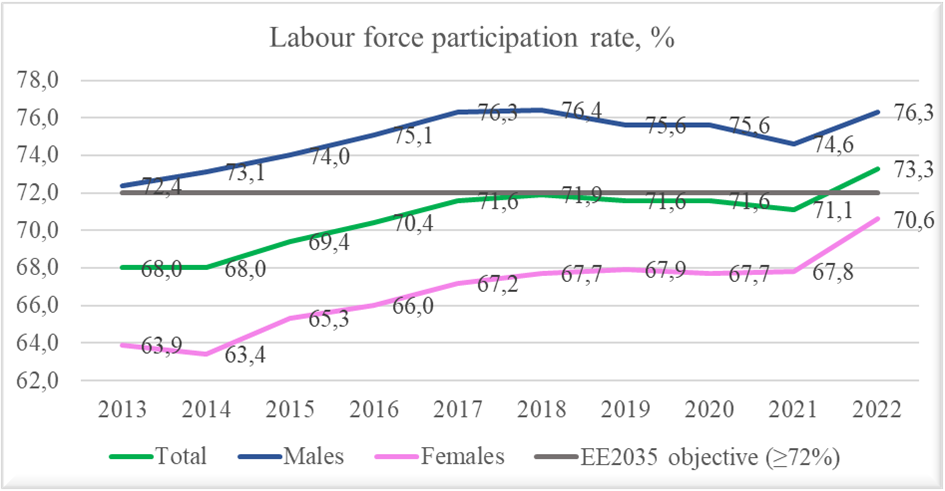 Labour force participation rate, %
78,0
76,0
74,0
72,0
70,0
68,0
66,0
64,0
62,0
72,4 73,1 74,0 75,1 76,3 76,4 75,6 75,6 74,6 76,3
68,0 68,0 69,4 70,4 71,6 71,9 71,6 71,6 71,1 73,3
63,9 63,4 65,3 66,0 67,2 67,7 67,9 67,7 67,8 70,6
2013 2014 2015 2016 2017 2018 2019 2020 2021 2022
Total Males Females EE2035 objective (≥72%)